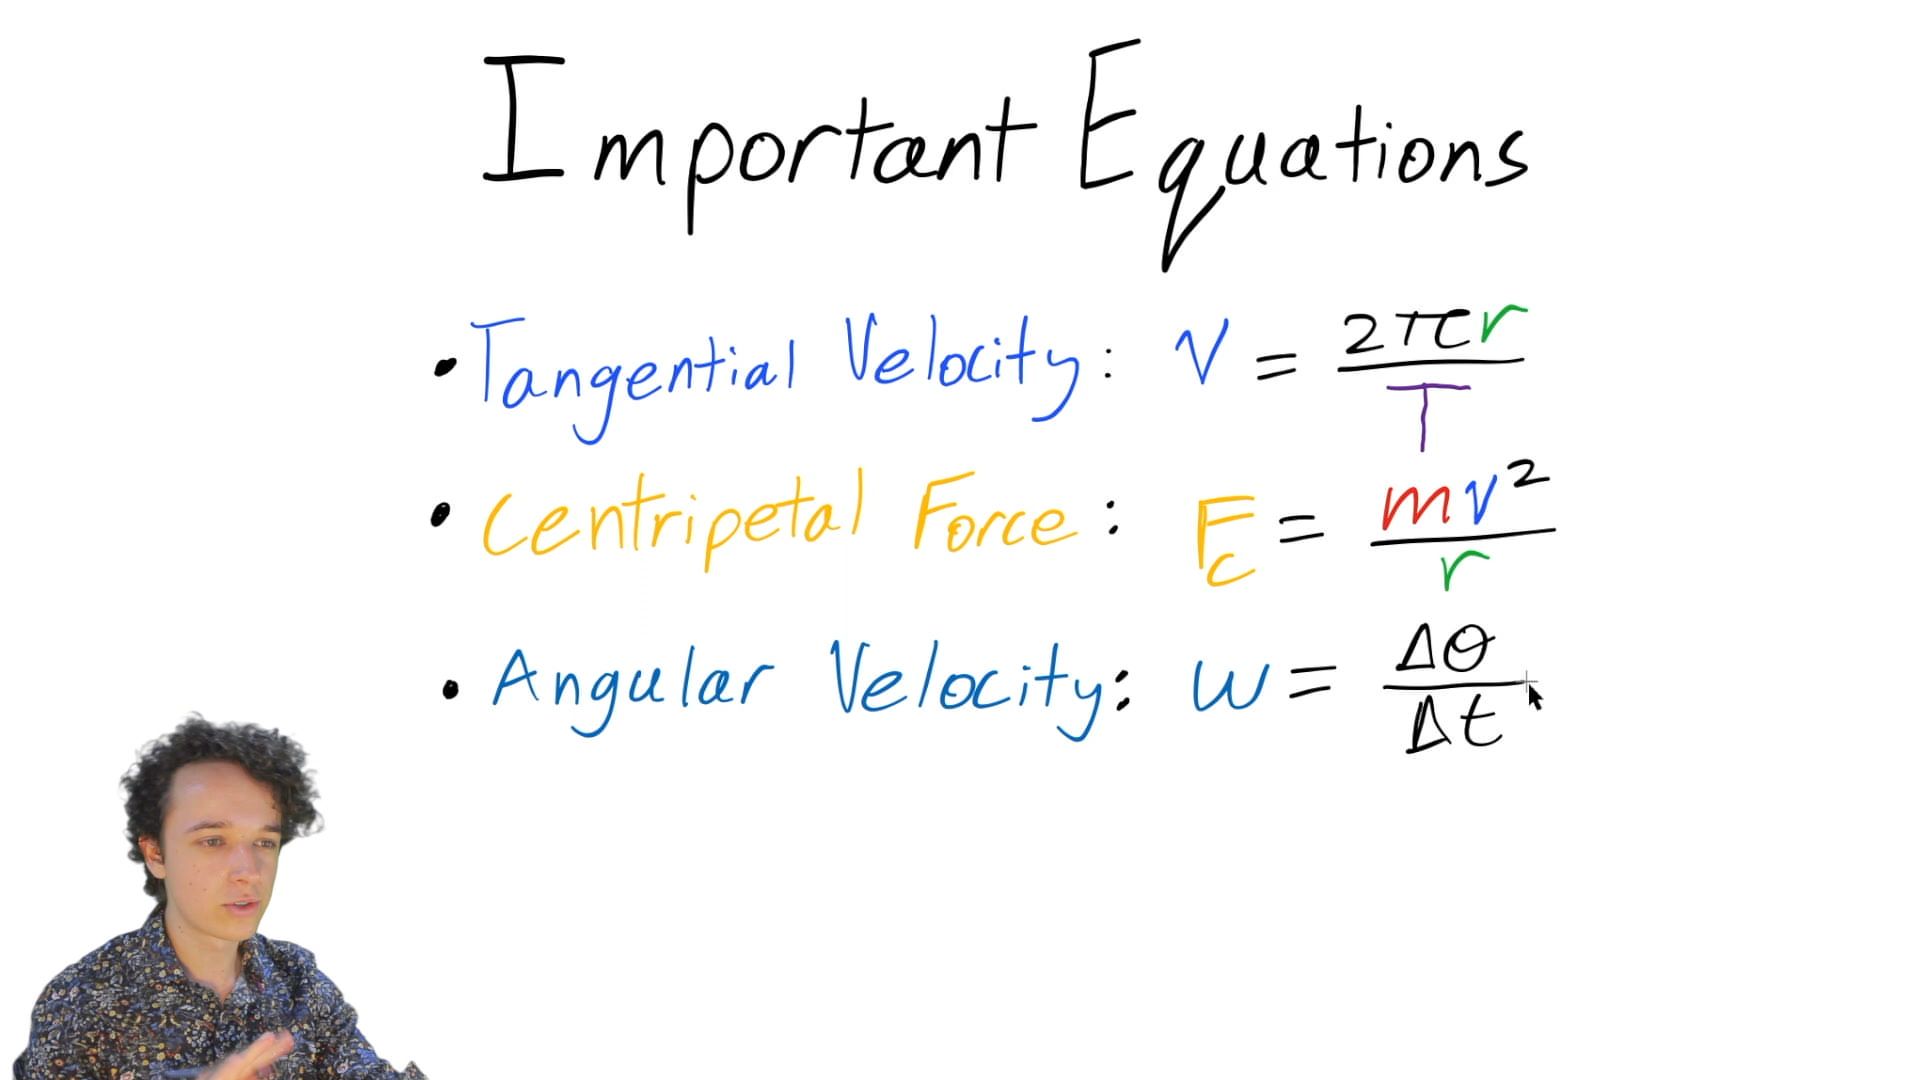 Important Equations
• Tangential Velocity: V = 2πr/T
• Centripetal Force: Fc = mv²/r
• Angular Velocity: ω = Δθ/Δt